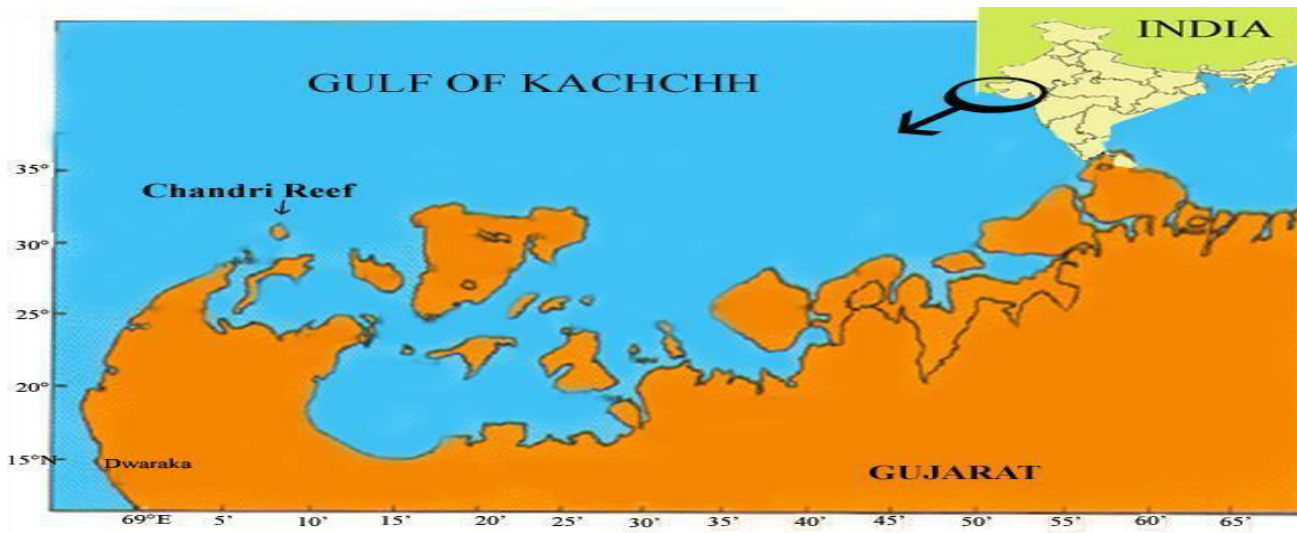 INDIA
GULF OF KACHCHH
35°
Chandri Reef
30°
25°
20°
15°N
Dwaraka
GUJARAT
69°E 5' 10' 15' 20' 25' 30' 35' 40' 45' 50' 55' 60' 65'